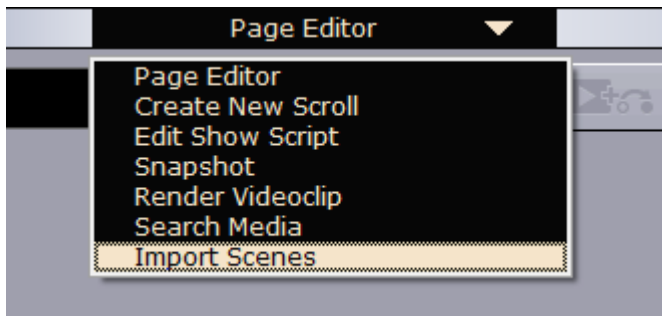 Page Editor
Page Editor
Create New Scroll
Edit Show Script
Snapshot
Render Videoclip
Search Media
Import Scenes